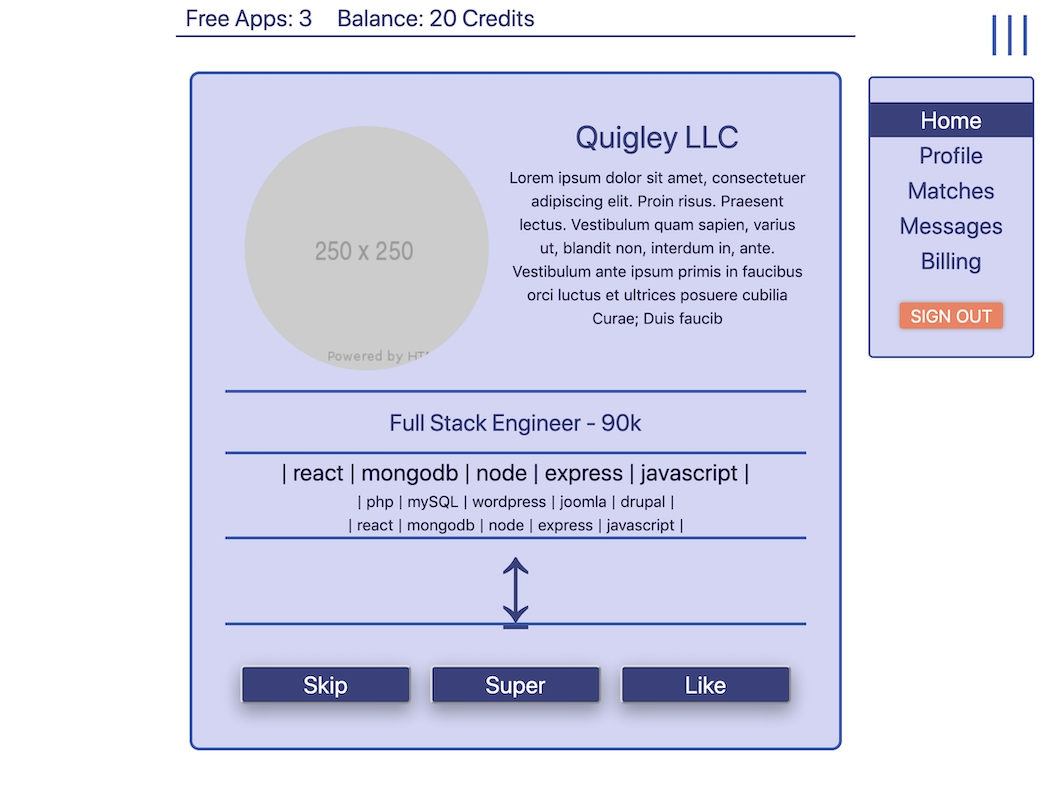 Free Apps: 3 Balance: 20 Credits
Quigley LLC
Lorem ipsum dolor sit amet, consectetuer
adipiscing elit. Proin risus. Praesent
lectus. Vestibulum quam sapien, varius
ut, blandit non, interdum in, ante.
Vestibulum ante ipsum primis in faucibus
orci luctus et ultrices posuere cubilia
Curae; Duis faucib
250 x 250
Powered by HT
Full Stack Engineer - 90k
| react | mongodb | node | express | javascript |
| php | mySQL | wordpress | joomla | drupal |
| react | mongodb | node | express | javascript |
Skip
Super
Like
Home
Profile
Matches
Messages
Billing
SIGN OUT